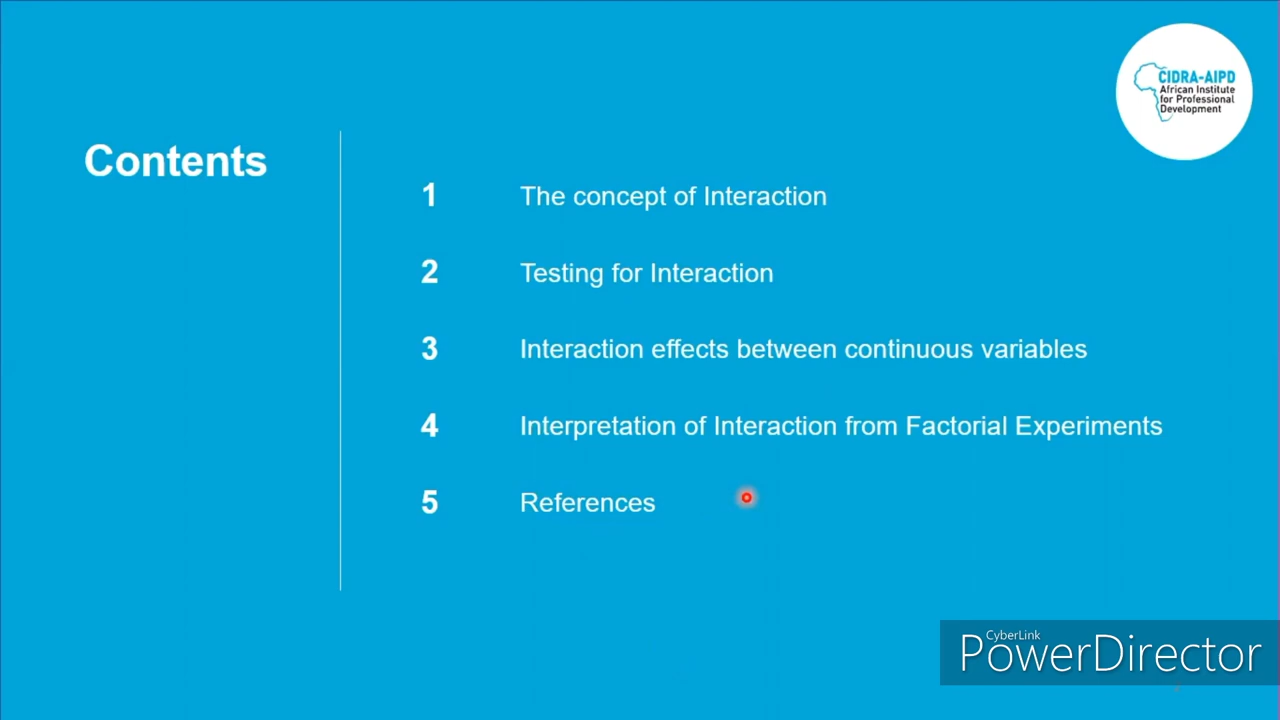 CIDRA-AIPD
African Institute
for Professional
Development
Contents
1 The concept of Interaction
2 Testing for Interaction
3 Interaction effects between continuous variables
4 Interpretation of Interaction from Factorial Experiments
5 References
CyberLink
PowerDirector